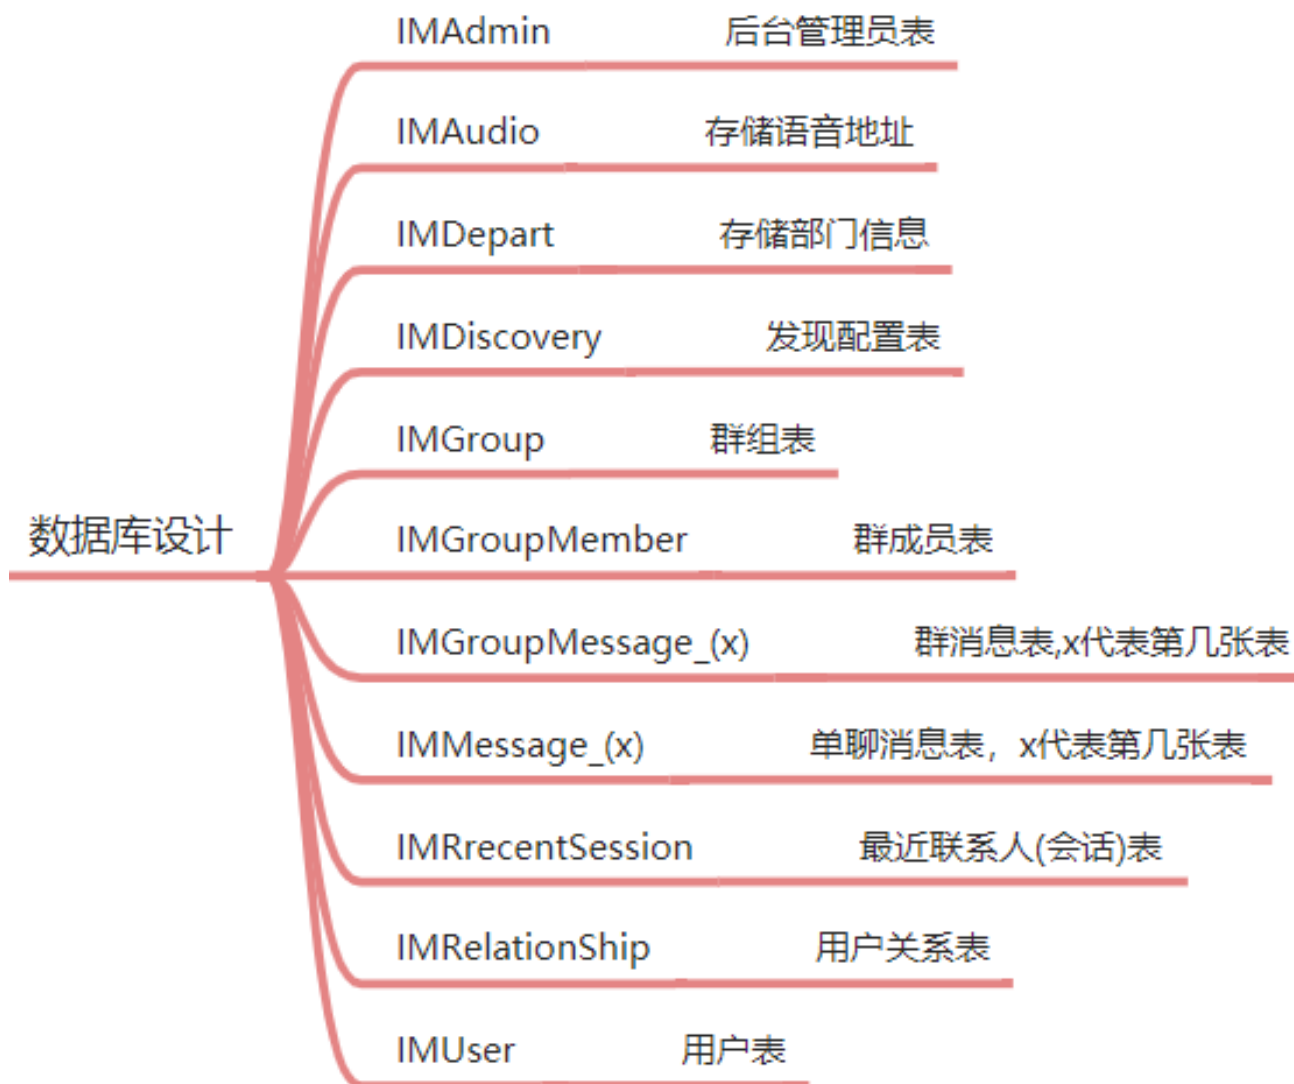 IMAdmin 后台管理员表
IMAudio 存储语音地址
IMDepart 存储部门信息
IMDiscovery 发现配置表
IMGroup 群组表
数据库设计
IMGroupMember 群成员表
IMGroupMessage_(x) 群消息表,x代表第几张表
IMMessage_(x) 单聊消息表，x代表第几张表
IMRrecentSession 最近联系人(会话)表
IMRelationShip 用户关系表
IMUser 用户表